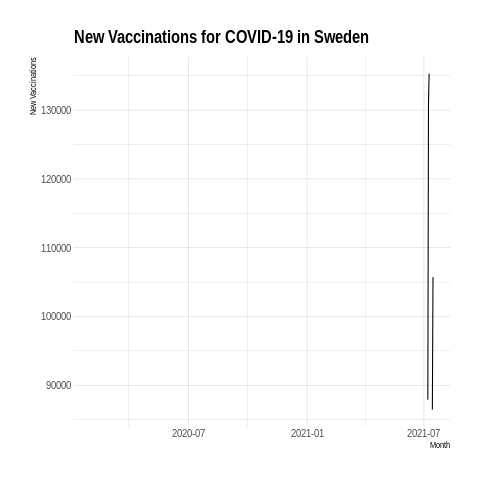 New Vaccinations for COVID-19 in Sweden
New Vaccinations
130000
120000
110000
100000
90000
2020-07
2021-01
2021-07
Month